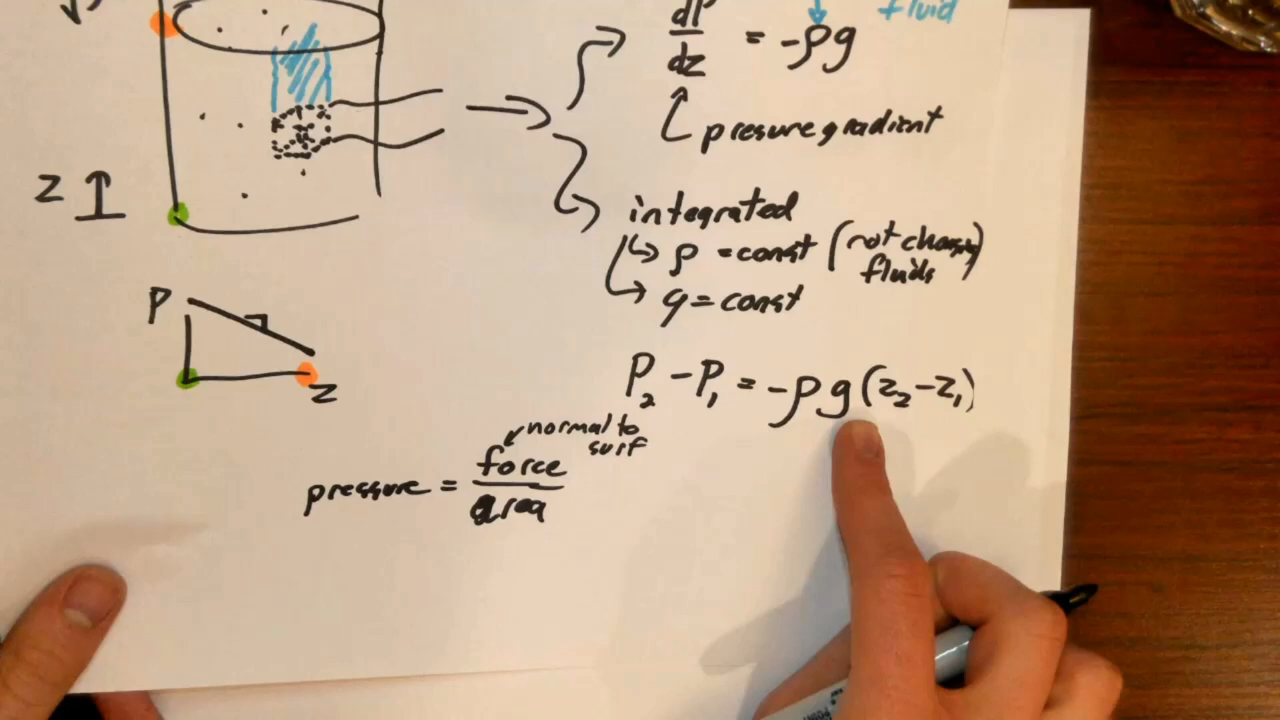 fluid
dP
dz
= -ρg
presure gradient
z
integrated
ρ = const (not changing
fluids)
g = const
P
z
P₂ - P₁ = -ρg(z₂ - z₁)
normal to
surf
pressure = force
area